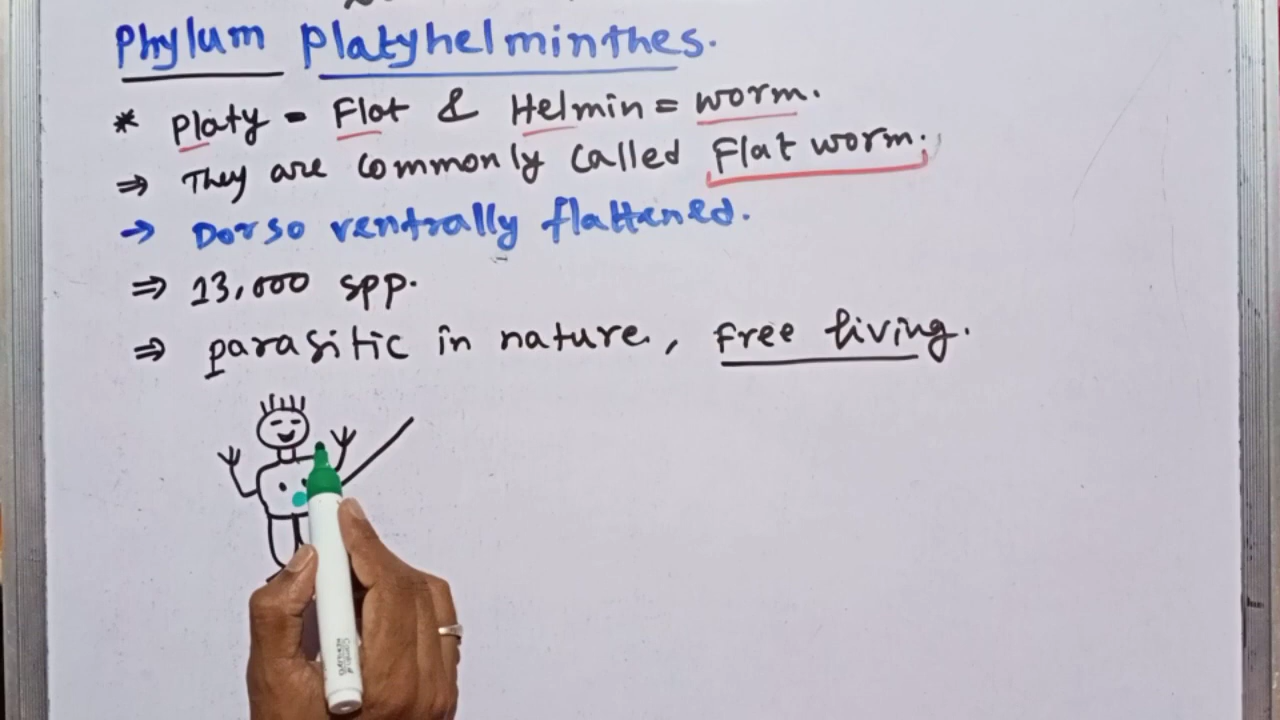 Phylum Platyhelminthes.
* Platy = Flat & Helmin = worm.
⇒ They are commonly called Flat worm.
→ Dorso ventrally flattened.
⇒ 13,000 spp.
⇒ parasitic in nature, Free living.